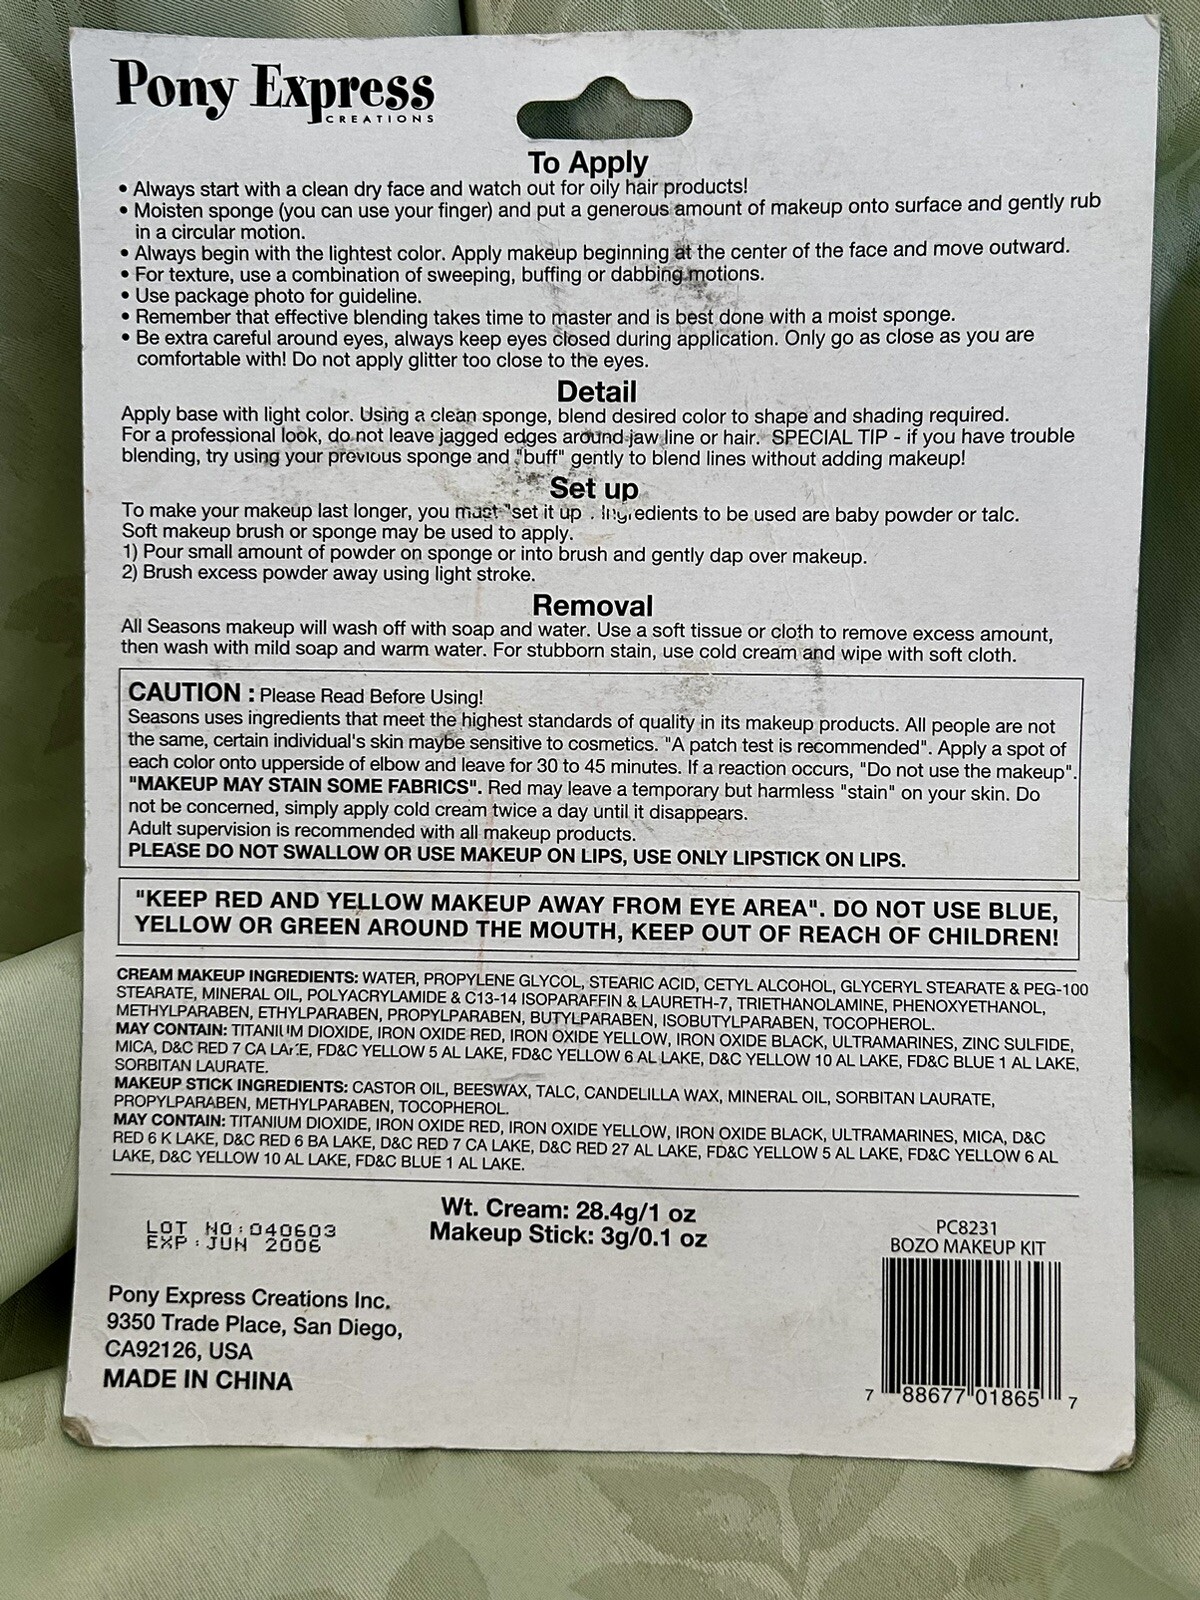 Pony Express
CREATIONS
To Apply
• Always start with a clean dry face and watch out for oily hair products!
• Moisten sponge (you can use your finger) and put a generous amount of makeup onto surface and gently rub
in a circular motion.
• Always begin with the lightest color. Apply makeup beginning at the center of the face and move outward.
• For texture, use a combination of sweeping, buffing or dabbing motions.
• Use package photo for guideline.
• Remember that effective blending takes time to master and is best done with a moist sponge.
• Be extra careful around eyes, always keep eyes closed during application. Only go as close as you are
comfortable with! Do not apply glitter too close to the eyes.
Detail
Apply base with light color. Using a clean sponge, blend desired color to shape and shading required.
For a professional look, do not leave jagged edges around jaw line or hair. SPECIAL TIP - if you have trouble
blending, try using your previous sponge and "buff" gently to blend lines without adding makeup!
Set up
To make your makeup last longer, you must "set it up". Ingredients to be used are baby powder or talc.
Soft makeup brush or sponge may be used to apply.
1) Pour small amount of powder on sponge or into brush and gently dap over makeup.
2) Brush excess powder away using light stroke.
Removal
All Seasons makeup will wash off with soap and water. Use a soft tissue or cloth to remove excess amount,
then wash with mild soap and warm water. For stubborn stain, use cold cream and wipe with soft cloth.
CAUTION : Please Read Before Using!
Seasons uses ingredients that meet the highest standards of quality in its makeup products. All people are not
the same, certain individual's skin maybe sensitive to cosmetics. "A patch test is recommended". Apply a spot of
each color onto upperside of elbow and leave for 30 to 45 minutes. If a reaction occurs, "Do not use the makeup".
"MAKEUP MAY STAIN SOME FABRICS". Red may leave a temporary but harmless "stain" on your skin. Do
not be concerned, simply apply cold cream twice a day until it disappears.
Adult supervision is recommended with all makeup products.
PLEASE DO NOT SWALLOW OR USE MAKEUP ON LIPS, USE ONLY LIPSTICK ON LIPS.
"KEEP RED AND YELLOW MAKEUP AWAY FROM EYE AREA". DO NOT USE BLUE,
YELLOW OR GREEN AROUND THE MOUTH, KEEP OUT OF REACH OF CHILDREN!
CREAM MAKEUP INGREDIENTS: WATER, PROPYLENE GLYCOL, STEARIC ACID, CETYL ALCOHOL, GLYCERYL STEARATE & PEG-100
STEARATE, MINERAL OIL, POLYACRYLAMIDE & C13-14 ISOPARAFFIN & LAURETH-7, TRIETHANOLAMINE, PHENOXYETHANOL,
METHYLPARABEN, ETHYLPARABEN, PROPYLPARABEN, BUTYLPARABEN, ISOBUTYLPARABEN, TOCOPHEROL.
MAY CONTAIN: TITANIUM DIOXIDE, IRON OXIDE RED, IRON OXIDE YELLOW, IRON OXIDE BLACK, ULTRAMARINES, ZINC SULFIDE,
MICA, D&C RED 7 CA LAKE, FD&C YELLOW 5 AL LAKE, FD&C YELLOW 6 AL LAKE, D&C YELLOW 10 AL LAKE, FD&C BLUE 1 AL LAKE,
SORBITAN LAURATE.
MAKEUP STICK INGREDIENTS: CASTOR OIL, BEESWAX, TALC, CANDELILLA WAX, MINERAL OIL, SORBITAN LAURATE,
PROPYLPARABEN, METHYLPARABEN, TOCOPHEROL.
MAY CONTAIN: TITANIUM DIOXIDE, IRON OXIDE RED, IRON OXIDE YELLOW, IRON OXIDE BLACK, ULTRAMARINES, MICA, D&C
RED 6 K LAKE, D&C RED 6 BA LAKE, D&C RED 7 CA LAKE, D&C RED 27 AL LAKE, FD&C YELLOW 5 AL LAKE, FD&C YELLOW 6 AL
LAKE, D&C YELLOW 10 AL LAKE, FD&C BLUE 1 AL LAKE.
Wt. Cream: 28.4g/1 oz
Makeup Stick: 3g/0.1 oz
LOT NO:040603
EXP:JUN 2006
PC8231
BOZO MAKEUP KIT
Pony Express Creations Inc.
9350 Trade Place, San Diego,
CA92126, USA
MADE IN CHINA
7 88677 01865 7